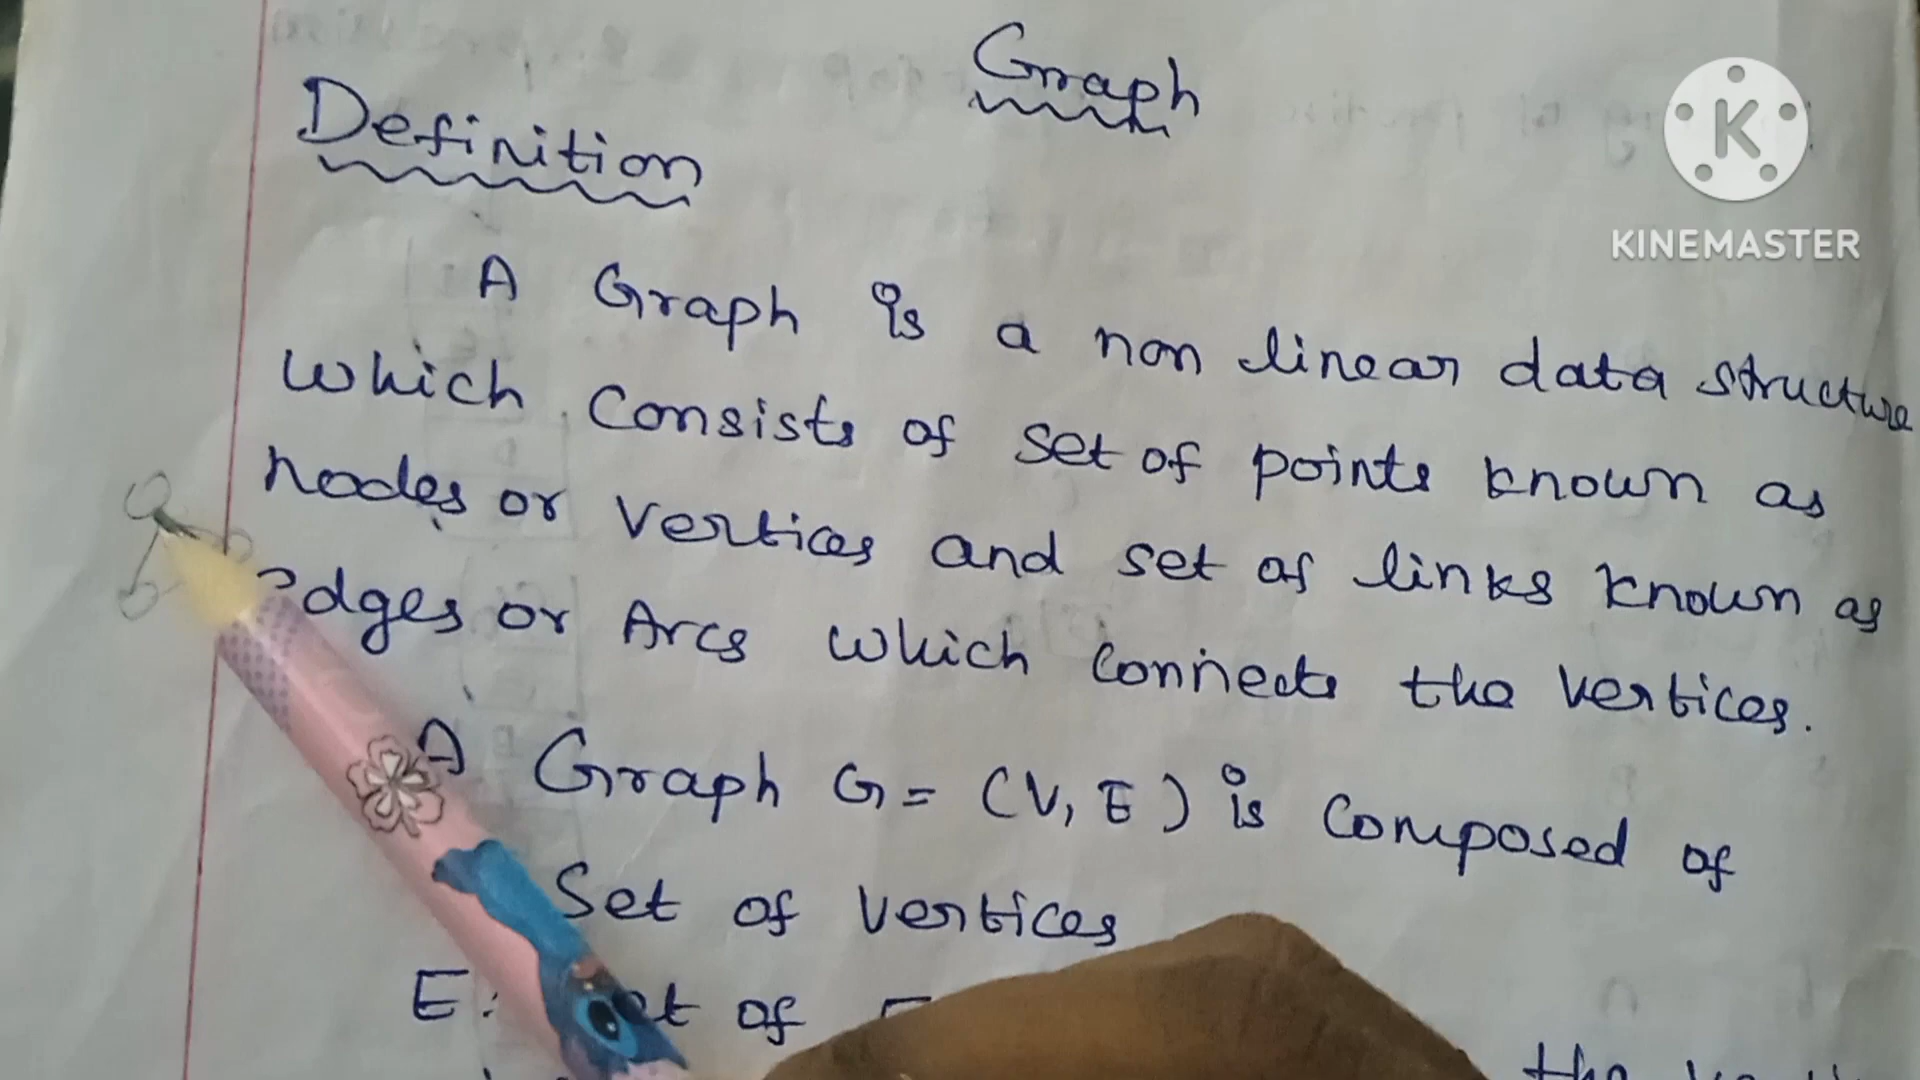 Graph
Definition
A Graph is a non linear data structure
which consists of set of points known as
nodes or vertices and set of links known as
edges or Arcs which connects the vertices.
A Graph G = (V, E) is composed of
Set of vertices
E: of
the
KINEMASTER